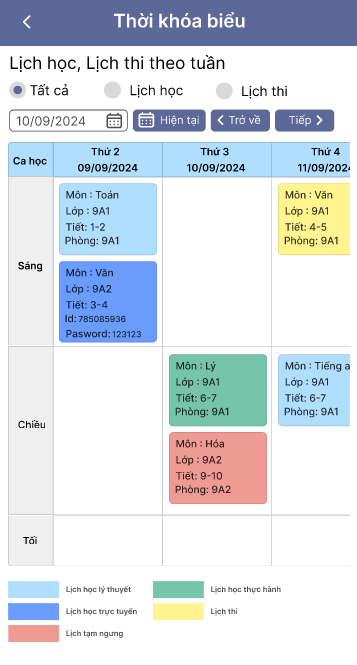 Thời khóa biểu
Lịch học, Lịch thi theo tuần
Tất cả Lịch học Lịch thi
10/09/2024 Hiện tại Trở về Tiếp
Ca học Thứ 2 Thứ 3 Thứ 4
09/09/2024 10/09/2024 11/09/2024
Sáng
Môn : Toán
Lớp : 9A1
Tiết: 1-2
Phòng: 9A1
Môn : Văn
Lớp : 9A2
Tiết: 3-4
Id: 785085936
Pasword: 123123
Môn : Văn
Lớp : 9A1
Tiết: 4-5
Phòng: 9A1
Chiều
Môn : Lý
Lớp : 9A1
Tiết: 6-7
Phòng: 9A1
Môn : Hóa
Lớp : 9A2
Tiết: 9-10
Phòng: 9A2
Môn : Tiếng a
Lớp : 9A1
Tiết: 6-7
Phòng: 9A1
Tối
Lịch học lý thuyết Lịch học thực hành
Lịch học trực tuyến Lịch thi
Lịch tạm ngưng